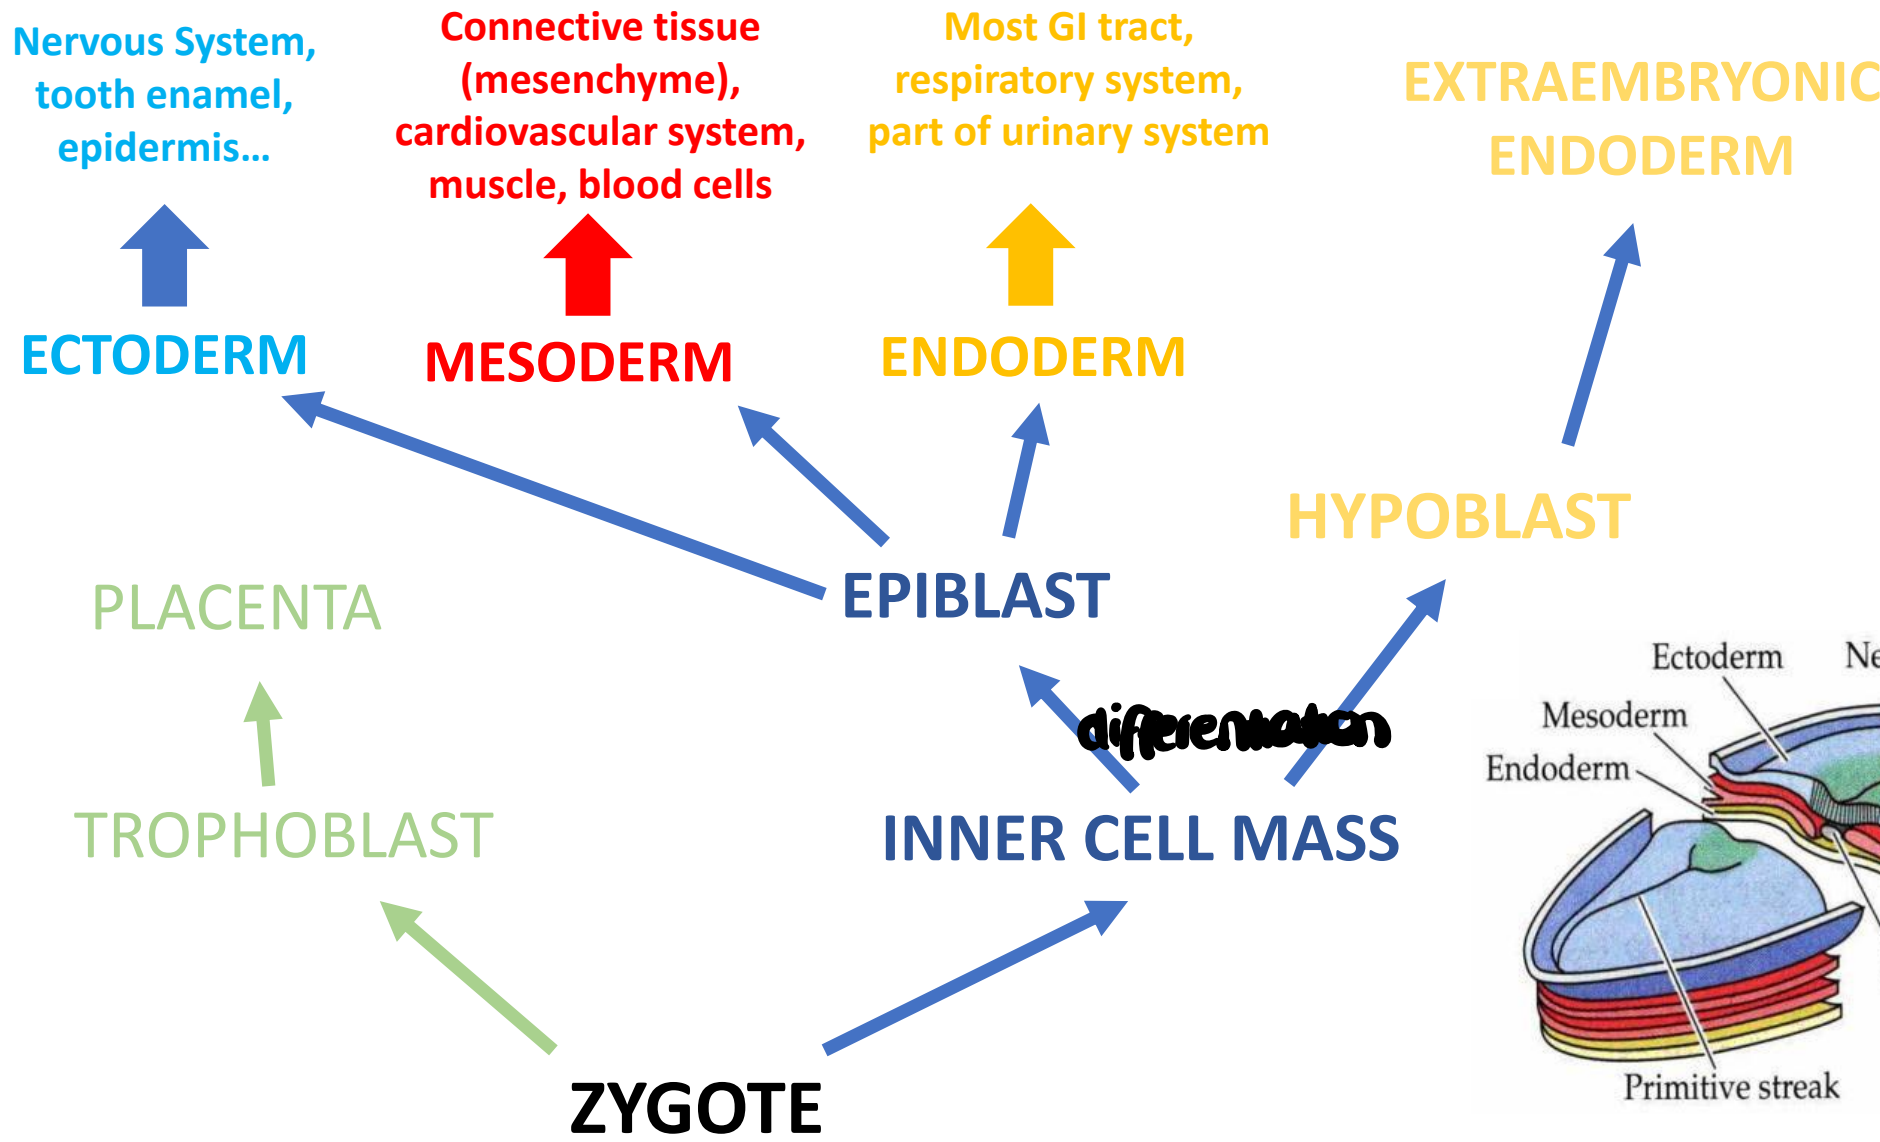 Nervous System,
tooth enamel,
epidermis...
Connective tissue
(mesenchyme),
cardiovascular system,
muscle, blood cells
Most GI tract,
respiratory system,
part of urinary system
EXTRAEMBRYONIC
ENDODERM
ECTODERM
MESODERM
ENDODERM
HYPOBLAST
EPIBLAST
PLACENTA
differentiation
TROPHOBLAST
INNER CELL MASS
ZYGOTE
Ectoderm
Ne
Mesoderm
Endoderm
Primitive streak